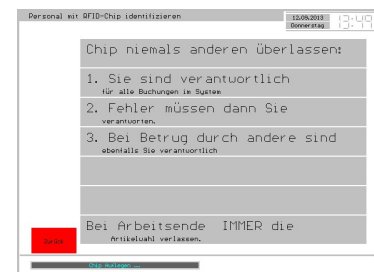 Personal mit RFID-Chip identifizieren
12.09.2013
Donnerstag
Chip niemals anderen überlassen:
1. Sie sind verantwortlich
für alle Buchungen im System
2. Fehler müssen dann Sie
verantworten.
3. Bei Betrug durch andere sind
ebenfalls Sie verantwortlich
Bei Arbeitsende IMMER die
Artikelwahl verlassen.
Zurück
Chip Auflegen ...